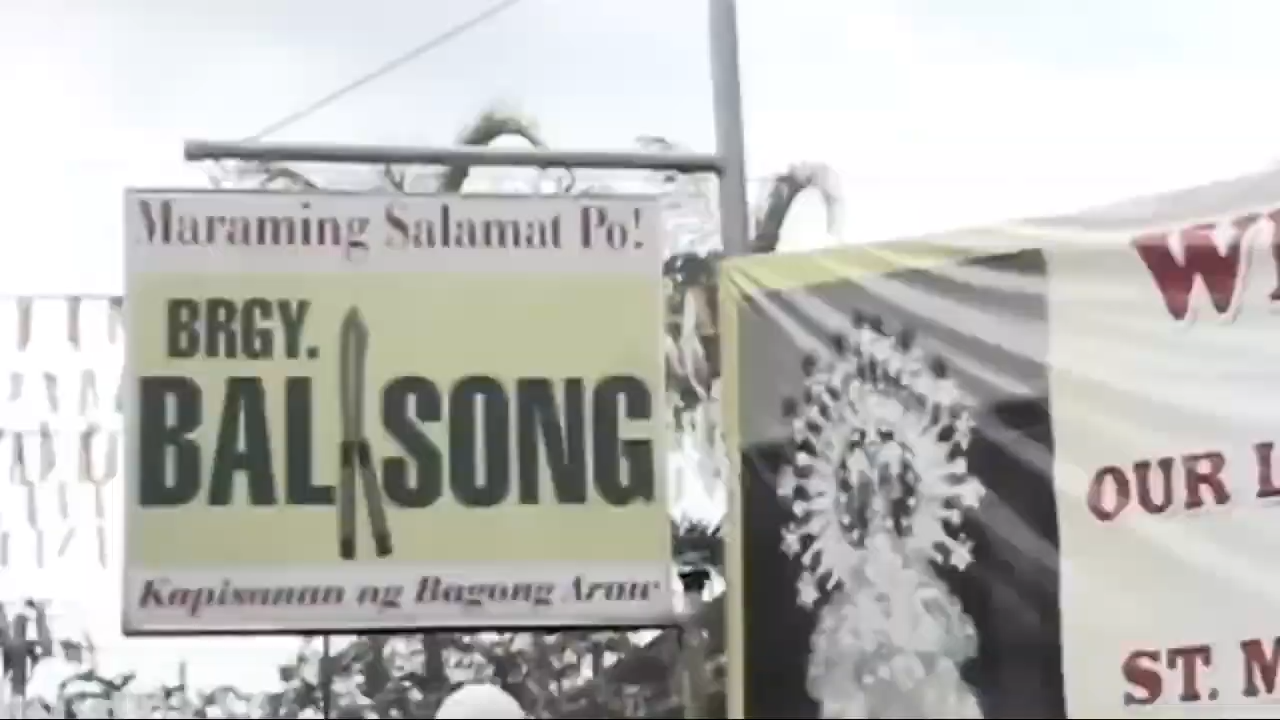 Maraming Salamat Po!
BRGY.
BALISONG
Kapisanan ng Bagong Araw
OUR
ST.